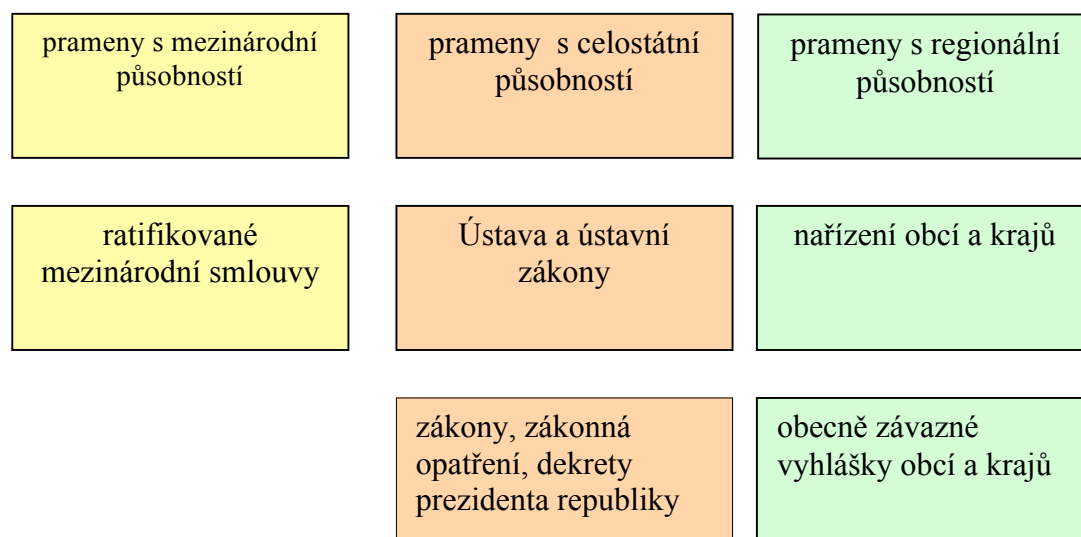 prameny s mezinárodní
působností
prameny s celostátní
působností
prameny s regionální
působností
ratifikované
mezinárodní smlouvy
Ústava a ústavní
zákony
nařízení obcí a krajů
zákony, zákonná
opatření, dekrety
prezidenta republiky
obecně závazné
vyhlášky obcí a krajů